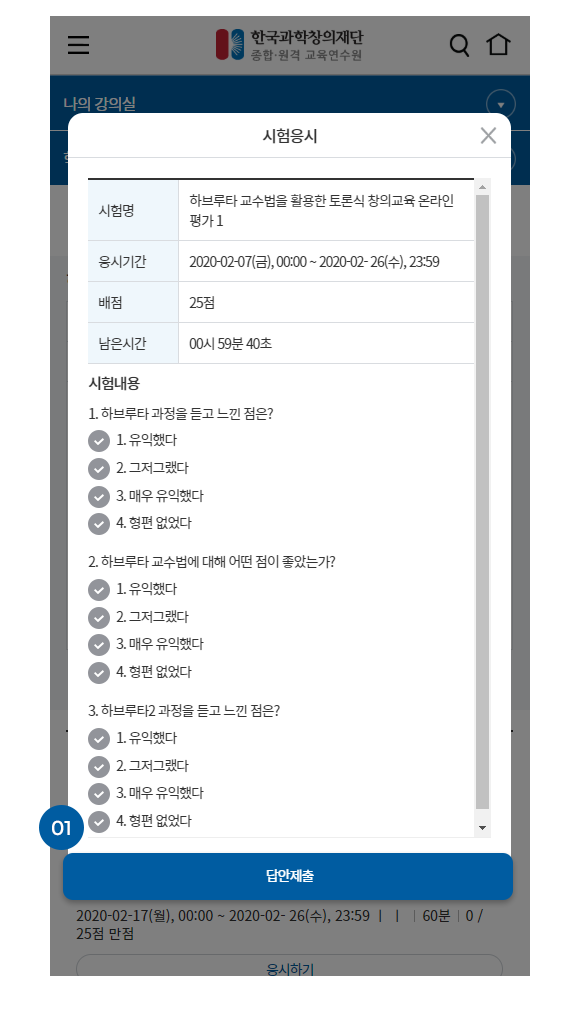 한국과학창의재단
종합·원격 교육연수원
나의 강의실
시험응시
시험명
하브루타 교수법을 활용한 토론식 창의교육 온라인
평가 1
응시기간
2020-02-07(금), 00:00 ~ 2020-02- 26(수), 23:59
배점
25점
남은시간
00시 59분 40초
시험내용
1. 하브루타 과정을 듣고 느낀 점은?
1. 유익했다
2. 그저그랬다
3. 매우 유익했다
4. 형편 없었다
2. 하브루타 교수법에 대해 어떤 점이 좋았는가?
1. 유익했다
2. 그저그랬다
3. 매우 유익했다
4. 형편 없었다
3. 하브루타2 과정을 듣고 느낀 점은?
1. 유익했다
2. 그저그랬다
3. 매우 유익했다
4. 형편 없었다
01
답안제출
2020-02-17(월), 00:00 ~ 2020-02- 26(수), 23:59 | | | 60분 | 0 /
25점 만점
응시하기